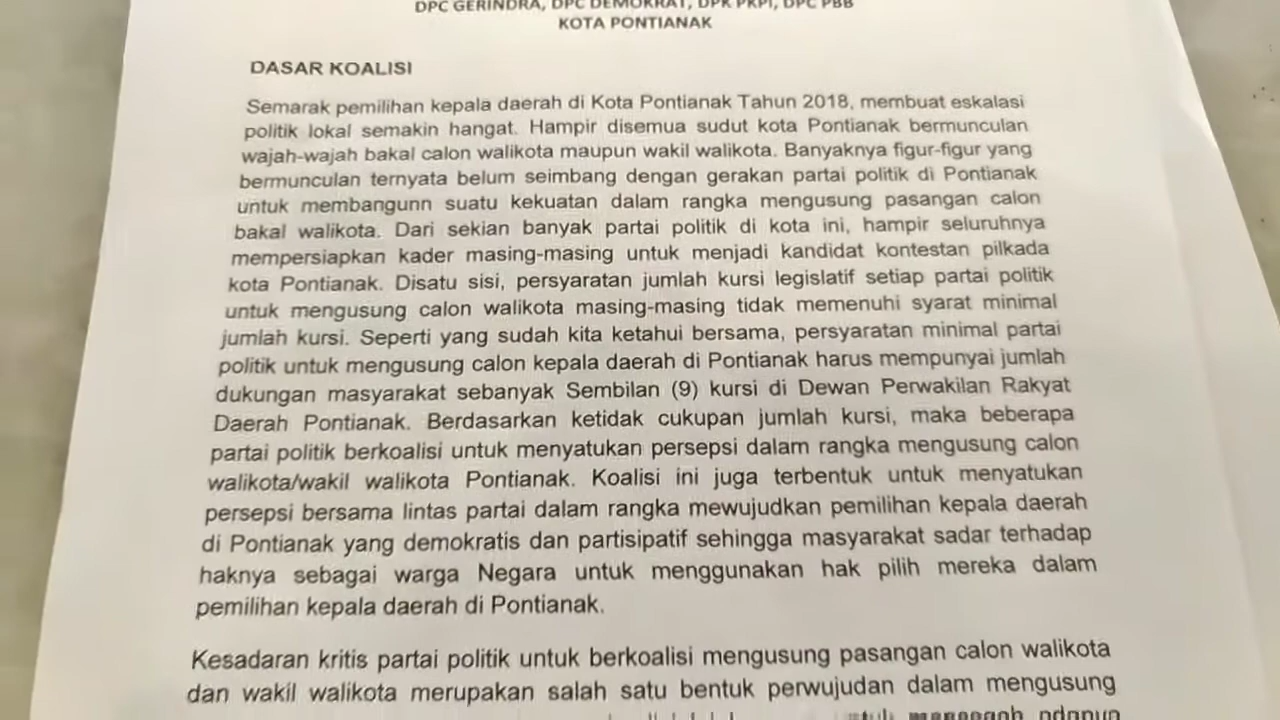 DPC GERINDRA, DPC DEMOKRAT, DPK PKPI, DPC PBB
KOTA PONTIANAK
DASAR KOALISI
Semarak pemilihan kepala daerah di Kota Pontianak Tahun 2018, membuat eskalasi
politik lokal semakin hangat. Hampir disemua sudut kota Pontianak bermunculan
wajah-wajah bakal calon walikota maupun wakil walikota. Banyaknya figur-figur yang
bermunculan ternyata belum seimbang dengan gerakan partai politik di Pontianak
untuk membangunn suatu kekuatan dalam rangka mengusung pasangan calon
bakal walikota. Dari sekian banyak partai politik di kota ini, hampir seluruhnya
mempersiapkan kader masing-masing untuk menjadi kandidat kontestan pilkada
kota Pontianak. Disatu sisi, persyaratan jumlah kursi legislatif setiap partai politik
untuk mengusung calon walikota masing-masing tidak memenuhi syarat minimal
jumlah kursi. Seperti yang sudah kita ketahui bersama, persyaratan minimal partai
politik untuk mengusung calon kepala daerah di Pontianak harus mempunyai jumlah
dukungan masyarakat sebanyak Sembilan (9) kursi di Dewan Perwakilan Rakyat
Daerah Pontianak. Berdasarkan ketidak cukupan jumlah kursi, maka beberapa
partai politik berkoalisi untuk menyatukan persepsi dalam rangka mengusung calon
walikota/wakil walikota Pontianak. Koalisi ini juga terbentuk untuk menyatukan
persepsi bersama lintas partai dalam rangka mewujudkan pemilihan kepala daerah
di Pontianak yang demokratis dan partisipatif sehingga masyarakat sadar terhadap
haknya sebagai warga Negara untuk menggunakan hak pilih mereka dalam
pemilihan kepala daerah di Pontianak.
Kesadaran kritis partai politik untuk berkoalisi mengusung pasangan calon walikota
dan wakil walikota merupakan salah satu bentuk perwujudan dalam mengusung